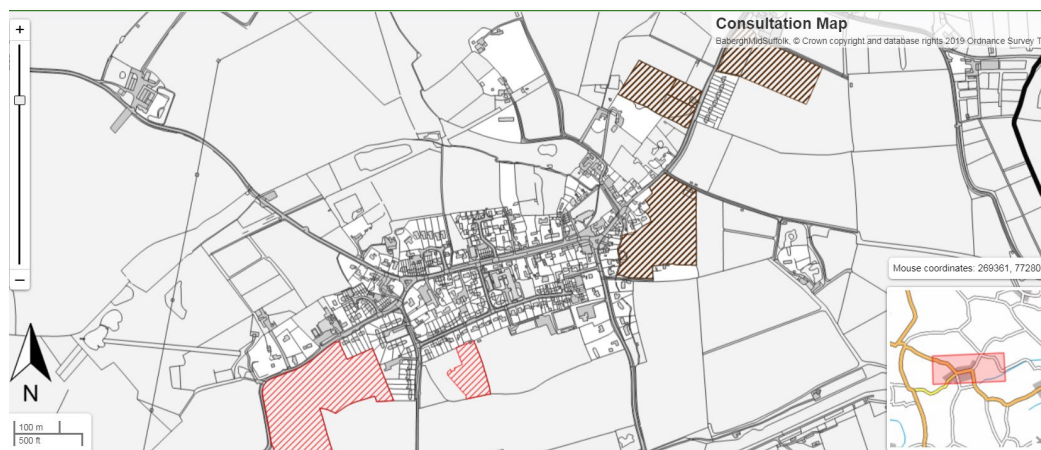 Consultation Map
BaberghMidSuffolk, © Crown copyright and database rights 2019 Ordnance Survey T
+
−
Mouse coordinates: 269361, 77280
N
100 m
500 ft